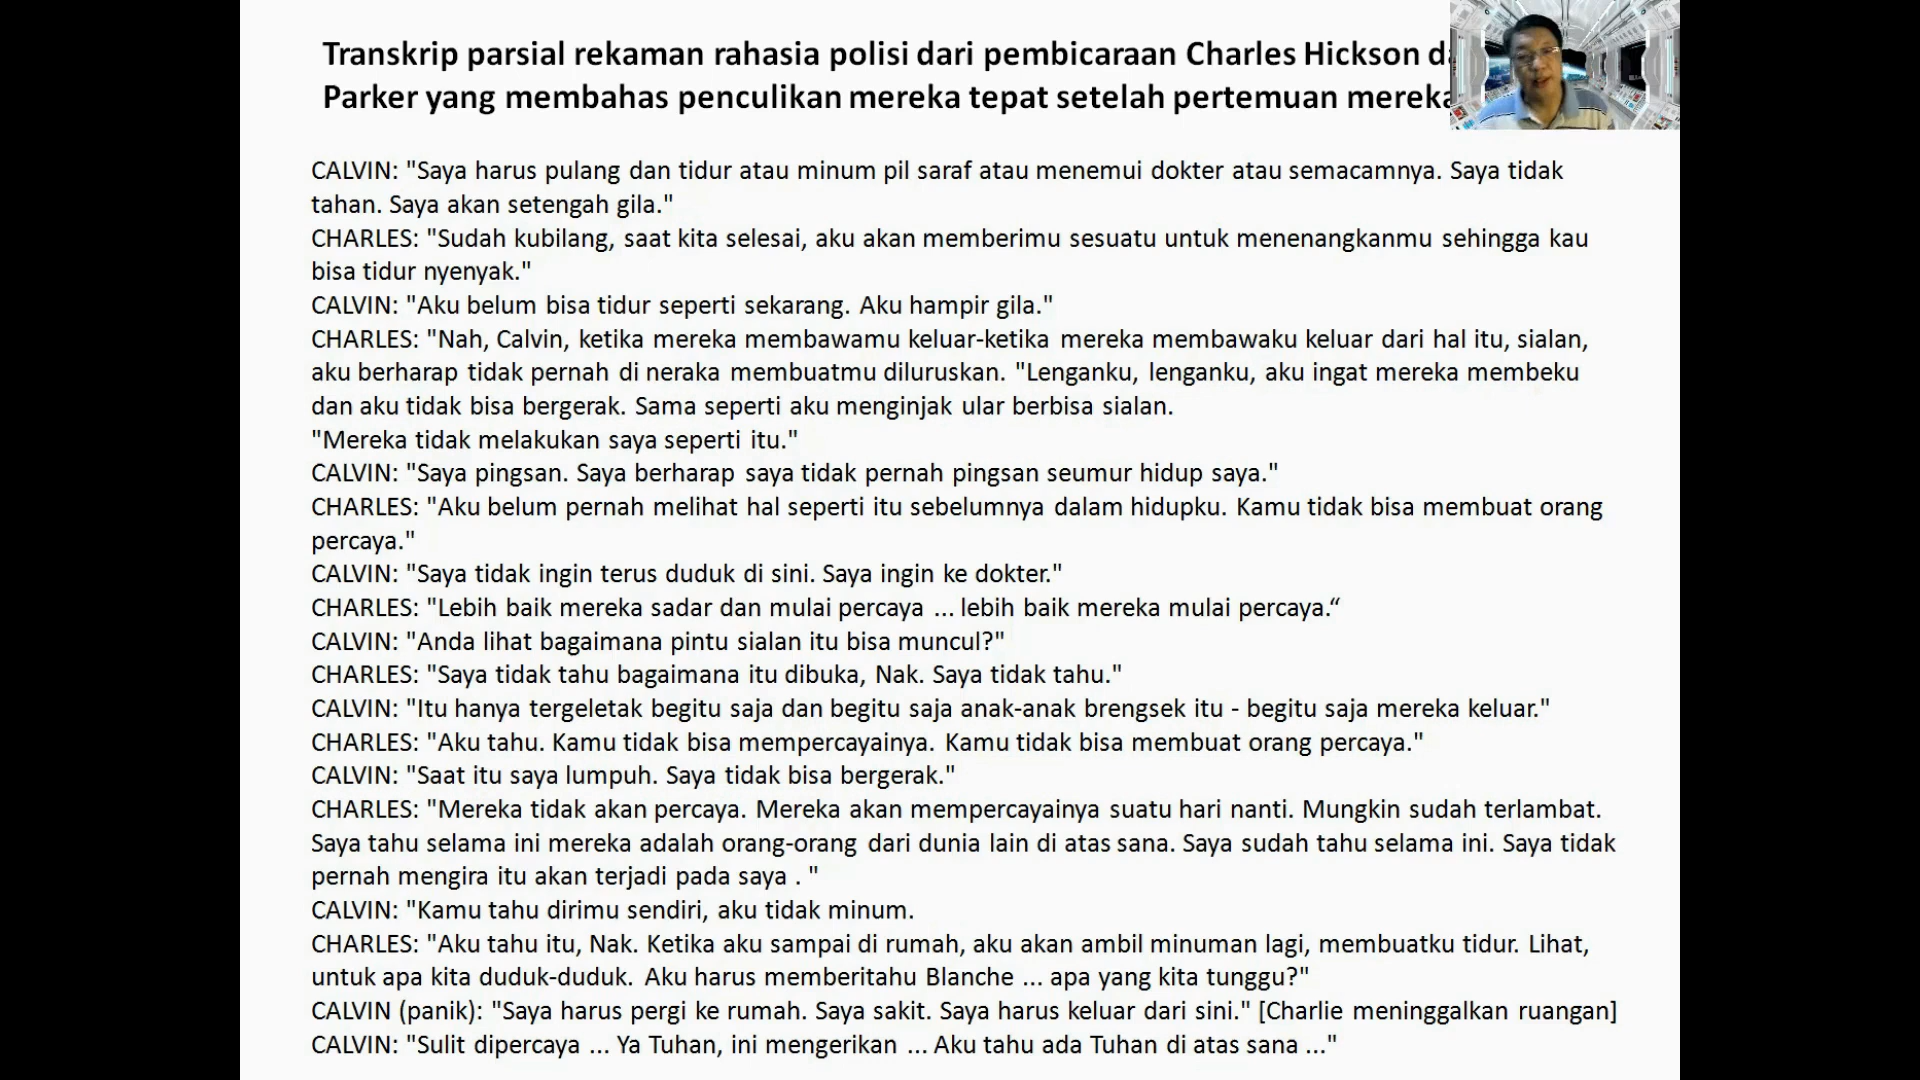 Transkrip parsial rekaman rahasia polisi dari pembicaraan Charles Hickson
Parker yang membahas penculikan mereka tepat setelah pertemuan mereka
CALVIN: "Saya harus pulang dan tidur atau minum pil saraf atau menemui dokter atau semacamnya. Saya tidak
tahan. Saya akan setengah gila."
CHARLES: "Sudah kubilang, saat kita selesai, aku akan memberimu sesuatu untuk menenangkanmu sehingga kau
bisa tidur nyenyak."
CALVIN: "Aku belum bisa tidur seperti sekarang. Aku hampir gila."
CHARLES: "Nah, Calvin, ketika mereka membawamu keluar-ketika mereka membawaku keluar dari hal itu, sialan,
aku berharap tidak pernah di neraka membuatmu diluruskan. "Lenganku, lenganku, aku ingat mereka membeku
dan aku tidak bisa bergerak. Sama seperti aku menginjak ular berbisa sialan.
"Mereka tidak melakukan saya seperti itu."
CALVIN: "Saya pingsan. Saya berharap saya tidak pernah pingsan seumur hidup saya."
CHARLES: "Aku belum pernah melihat hal seperti itu sebelumnya dalam hidupku. Kamu tidak bisa membuat orang
percaya."
CALVIN: "Saya tidak ingin terus duduk di sini. Saya ingin ke dokter."
CHARLES: "Lebih baik mereka sadar dan mulai percaya ... lebih baik mereka mulai percaya.“
CALVIN: "Anda lihat bagaimana pintu sialan itu bisa muncul?"
CHARLES: "Saya tidak tahu bagaimana itu dibuka, Nak. Saya tidak tahu."
CALVIN: "Itu hanya tergeletak begitu saja dan begitu saja anak-anak brengsek itu - begitu saja mereka keluar."
CHARLES: "Aku tahu. Kamu tidak bisa mempercayainya. Kamu tidak bisa membuat orang percaya."
CALVIN: "Saat itu saya lumpuh. Saya tidak bisa bergerak."
CHARLES: "Mereka tidak akan percaya. Mereka akan mempercayainya suatu hari nanti. Mungkin sudah terlambat.
Saya tahu selama ini mereka adalah orang-orang dari dunia lain di atas sana. Saya sudah tahu selama ini. Saya tidak
pernah mengira itu akan terjadi pada saya . "
CALVIN: "Kamu tahu dirimu sendiri, aku tidak minum.
CHARLES: "Aku tahu itu, Nak. Ketika aku sampai di rumah, aku akan ambil minuman lagi, membuatku tidur. Lihat,
untuk apa kita duduk-duduk. Aku harus memberitahu Blanche ... apa yang kita tunggu?"
CALVIN (panik): "Saya harus pergi ke rumah. Saya sakit. Saya harus keluar dari sini." [Charlie meninggalkan ruangan]
CALVIN: "Sulit dipercaya ... Ya Tuhan, ini mengerikan ... Aku tahu ada Tuhan di atas sana ..."